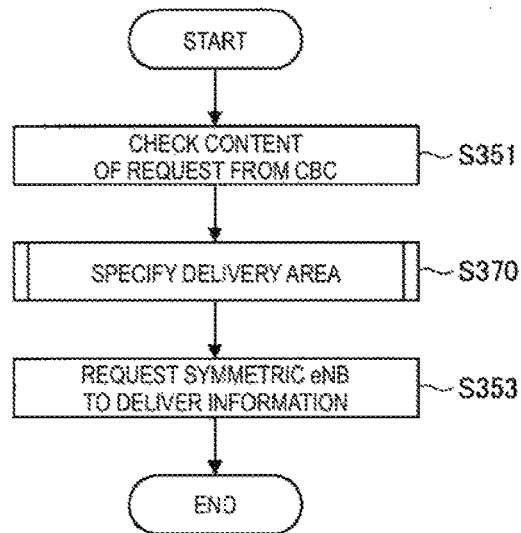 START
CHECK CONTENT
OF REQUEST FROM CBC
S351
SPECIFY DELIVERY AREA
S370
REQUEST SYMMETRIC eNB
TO DELIVER INFORMATION
S353
END